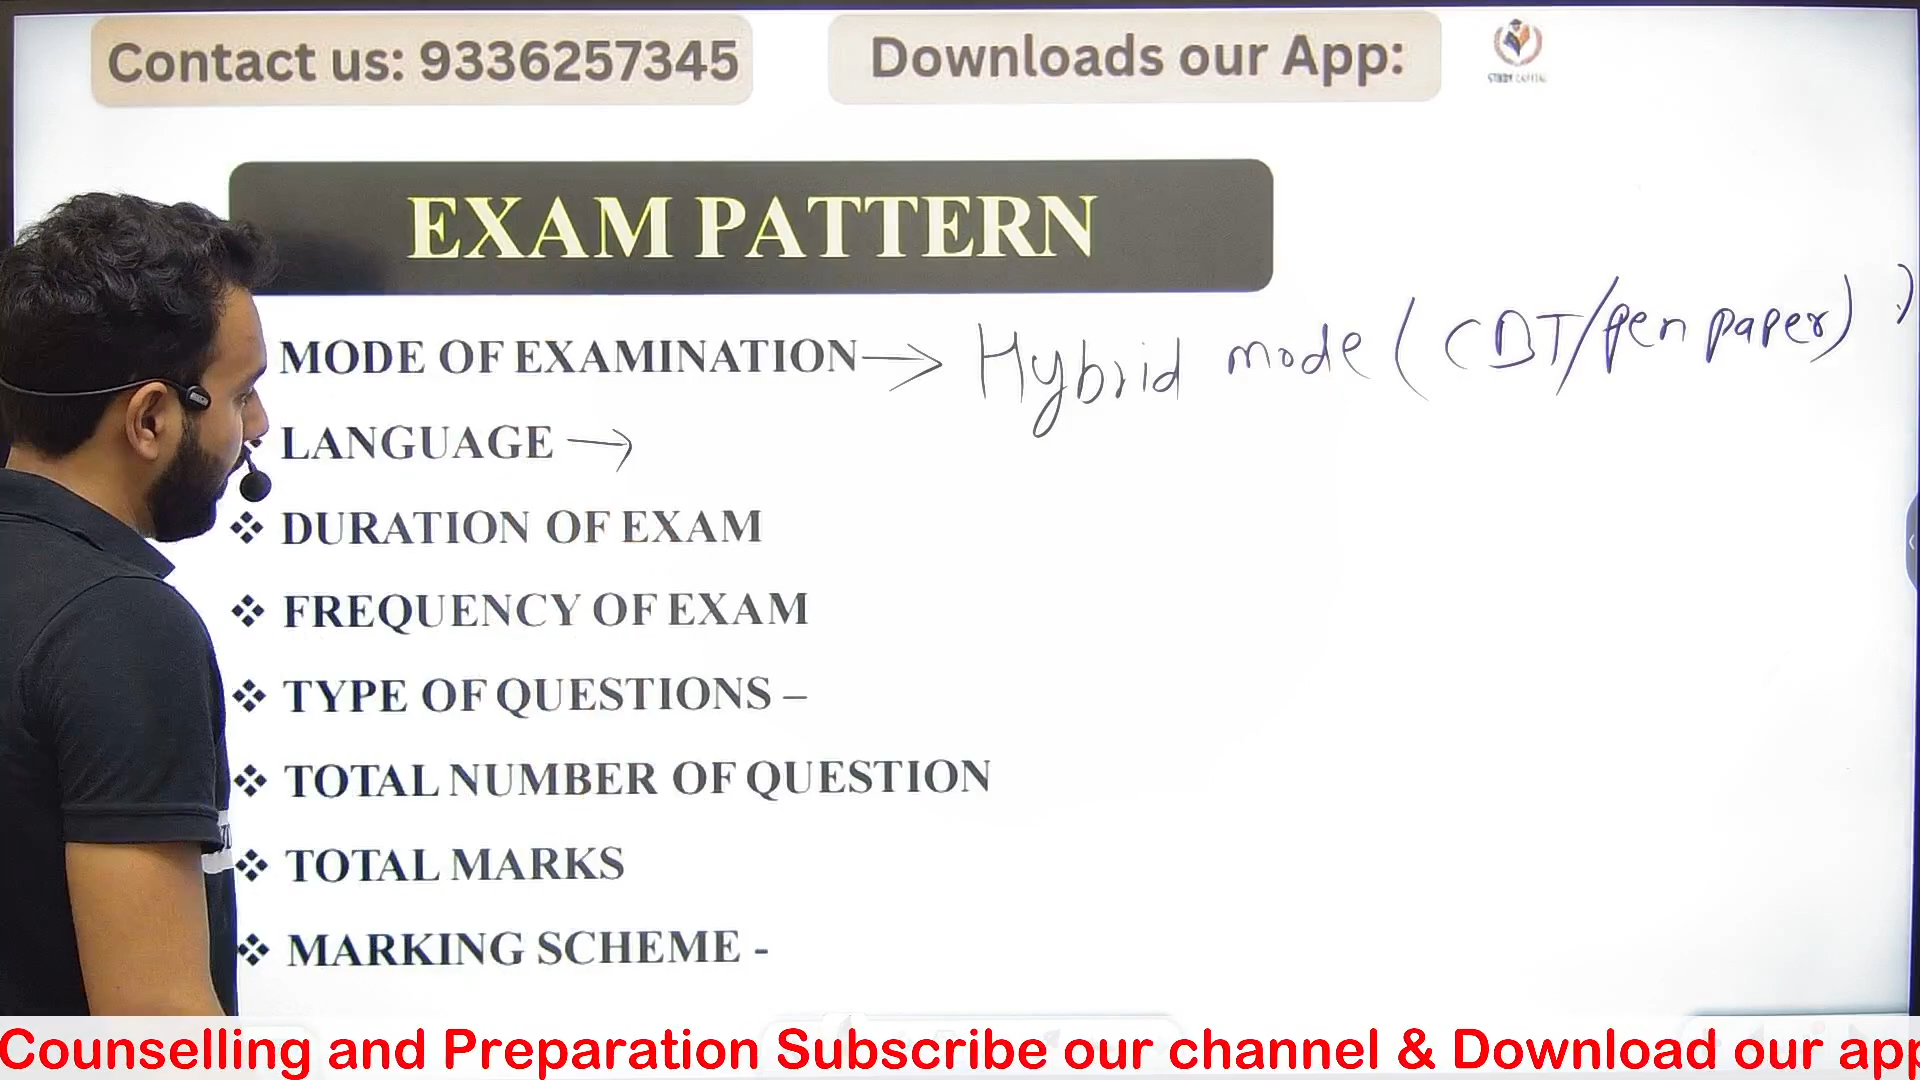 Contact us: 9336257345
Downloads our App:
STUDY CAPITAL
EXAM PATTERN
MODE OF EXAMINATION → Hybrid mode (CBT/pen paper)
LANGUAGE →
❖ DURATION OF EXAM
❖ FREQUENCY OF EXAM
❖ TYPE OF QUESTIONS –
❖ TOTAL NUMBER OF QUESTION
❖ TOTAL MARKS
❖ MARKING SCHEME -
Counselling and Preparation Subscribe our channel & Download our app